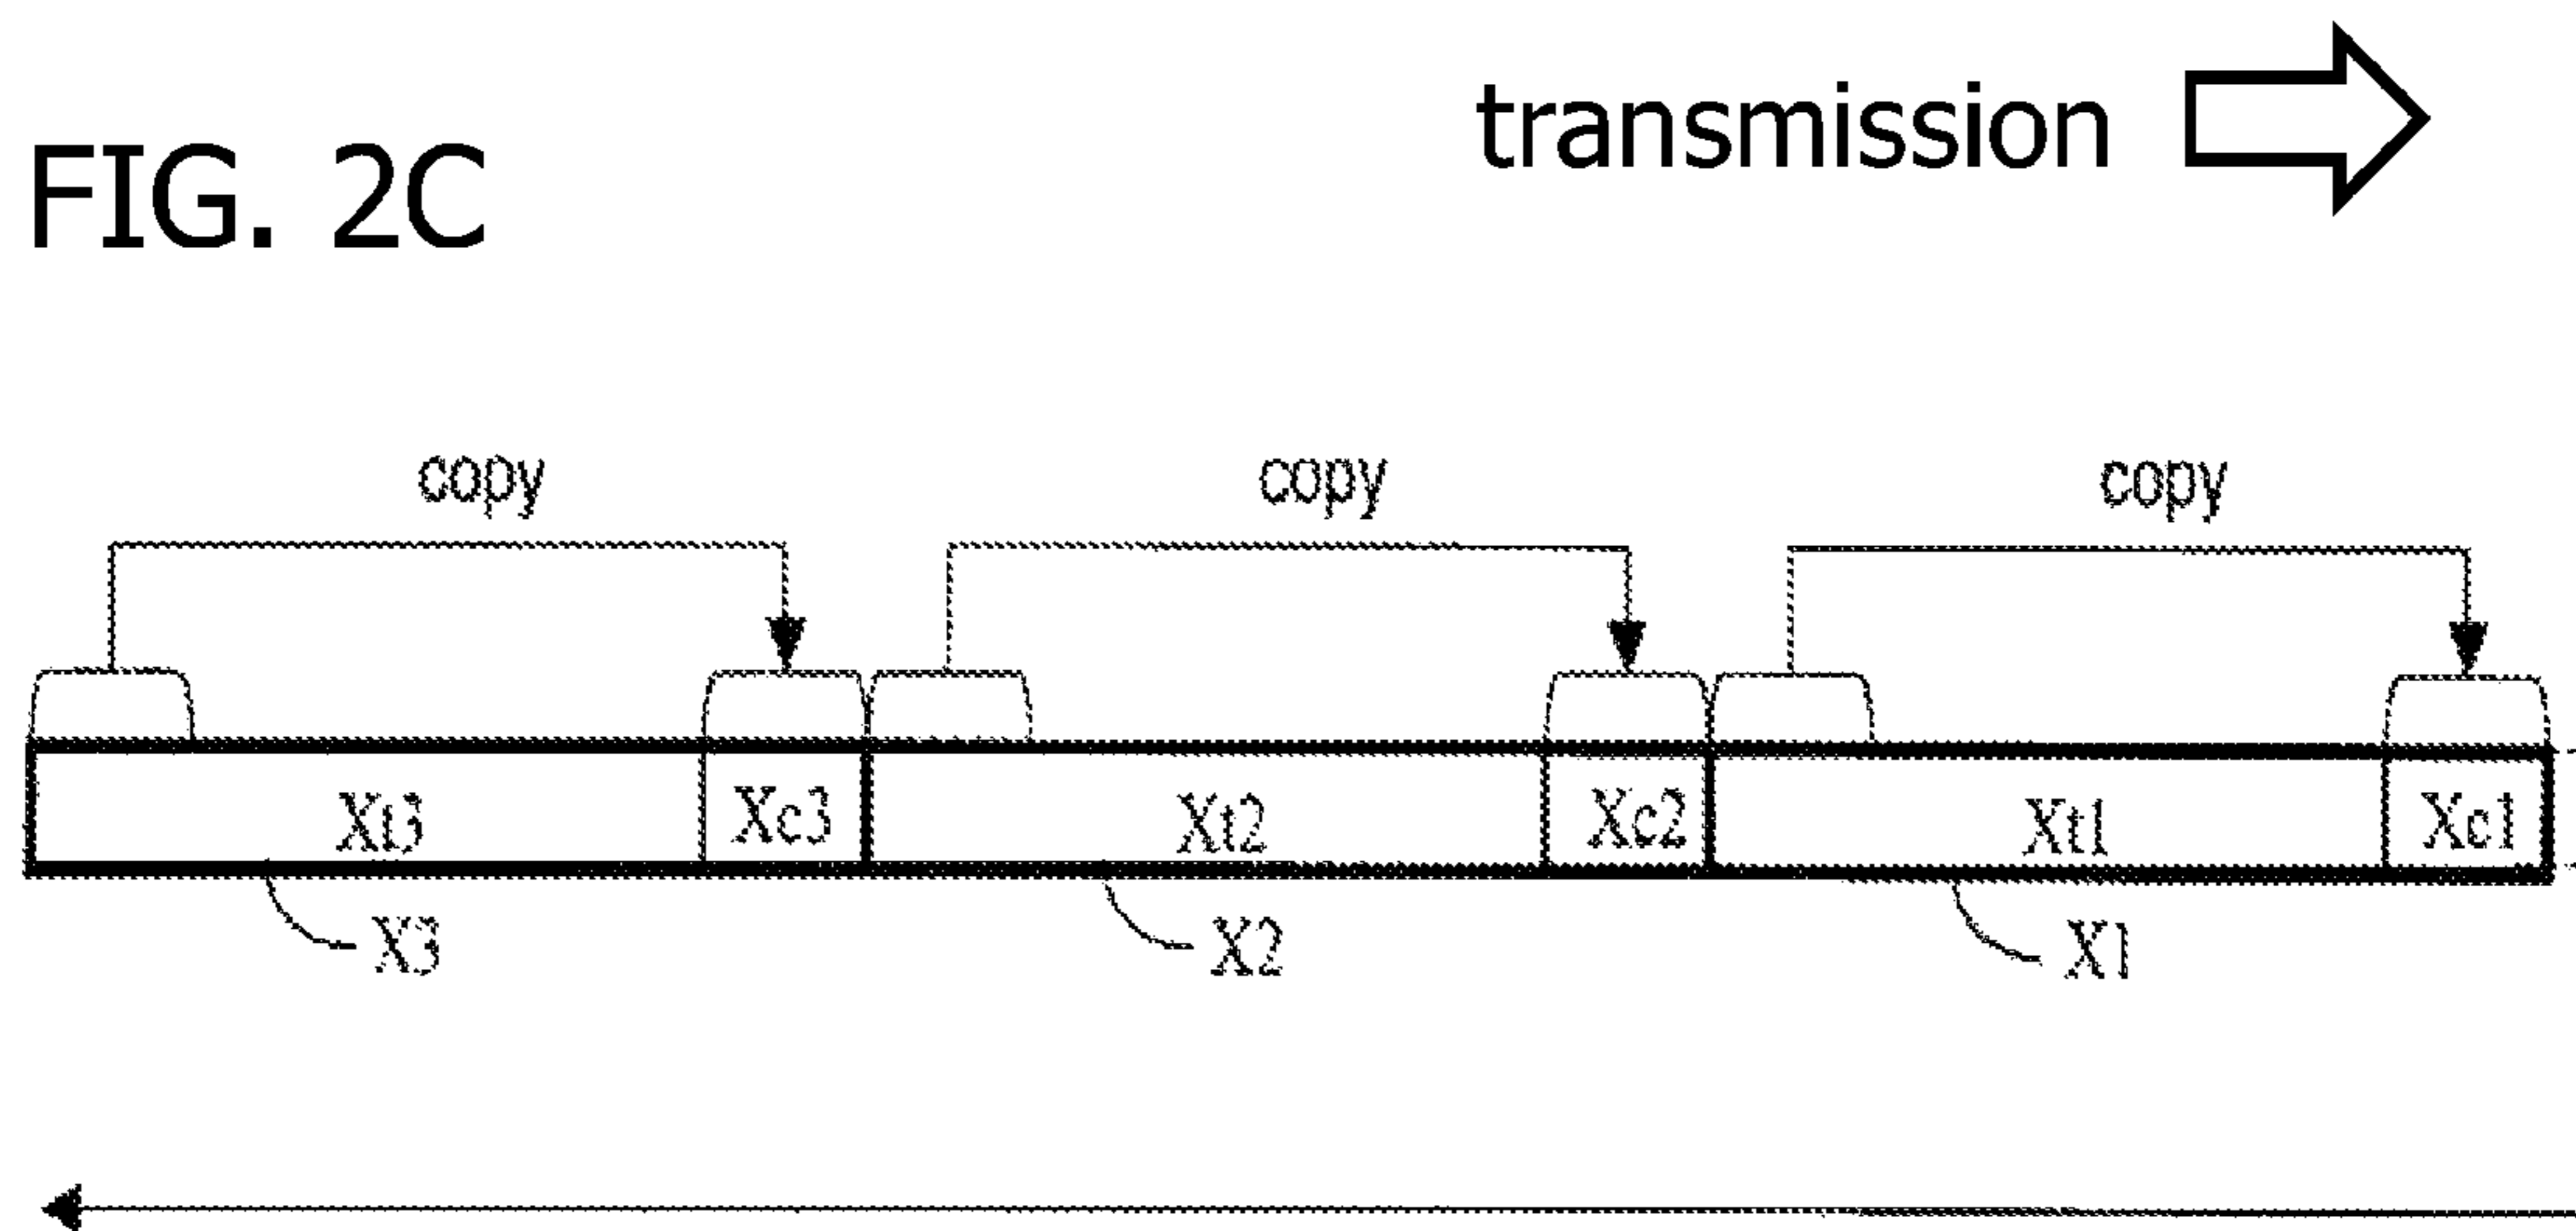 transmission
FIG. 2C
copy copy copy
Xt3 Xc3 Xt2 Xc2 Xt1 Xc1
X3 X2 X1